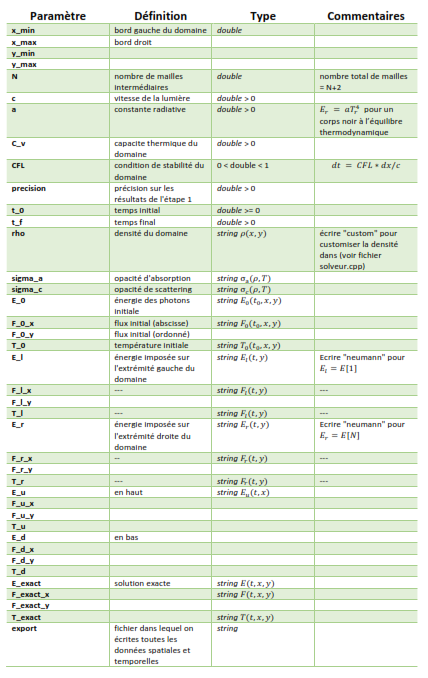 Paramètre Définition Type Commentaires
x_min bord gauche du domaine double
x_max bord droit
y_min
y_max
N nombre de mailles double nombre total de mailles
intermédiaires = N+2
c vitesse de la lumière double > 0
a constante radiative double > 0 E_r = aT_r^4 pour un
corps noir à l'équilibre
thermodynamique
C_v capacite thermique du double > 0
domaine
CFL condition de stabilité du 0 < double < 1 dt = CFL * dx/c
domaine
precision précision sur les double > 0
résultats de l'étape 1
t_0 temps initial double >= 0
t_f temps final double > 0
rho densité du domaine string ρ(x, y) écrire "custom" pour
customiser la densité
dans (voir fichier
solveur.cpp)
sigma_a opacité d'absorption string σ_a(ρ, T)
sigma_c opacité de scattering string σ_c(ρ, T)
E_0 énergie des photons string E_0(t_0, x, y)
initiale
F_0_x flux initial (abscisse) string F_0(t_0, x, y)
F_0_y flux initial (ordonné)
T_0 température initiale string T_0(t_0, x, y)
E_l énergie imposée sur string E_l(t, y) Ecrire "neumann" pour
l'extrémité gauche du E_l = E[1]
domaine
F_l_x --- string F_l(t, y) ---
F_l_y
T_l --- string F_l(t, y) ---
E_r énergie imposée sur string E_r(t, y) Ecrire "neumann" pour
l'extrémité droite du E_r = E[N]
domaine
F_r_x -- string F_r(t, y) ---
F_r_y
T_r --- string F_r(t, y) ---
E_u en haut string E_u(t, x)
F_u_x
F_u_y
T_u
E_d en bas
F_d_x
F_d_y
T_d
E_exact solution exacte string E(t, x, y)
F_exact_x string F(t, x, y)
F_exact_y
T_exact string T(t, x, y)
export fichier dans lequel on string
écrites toutes les
données spatiales et
temporelles